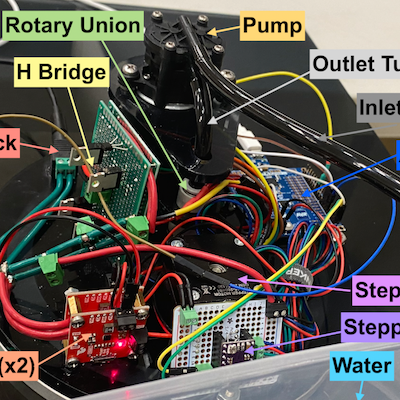 Rotary Union
Pump
H Bridge
Outlet Tu
Inlet
ck
Step
Stepp
(x2)
Water